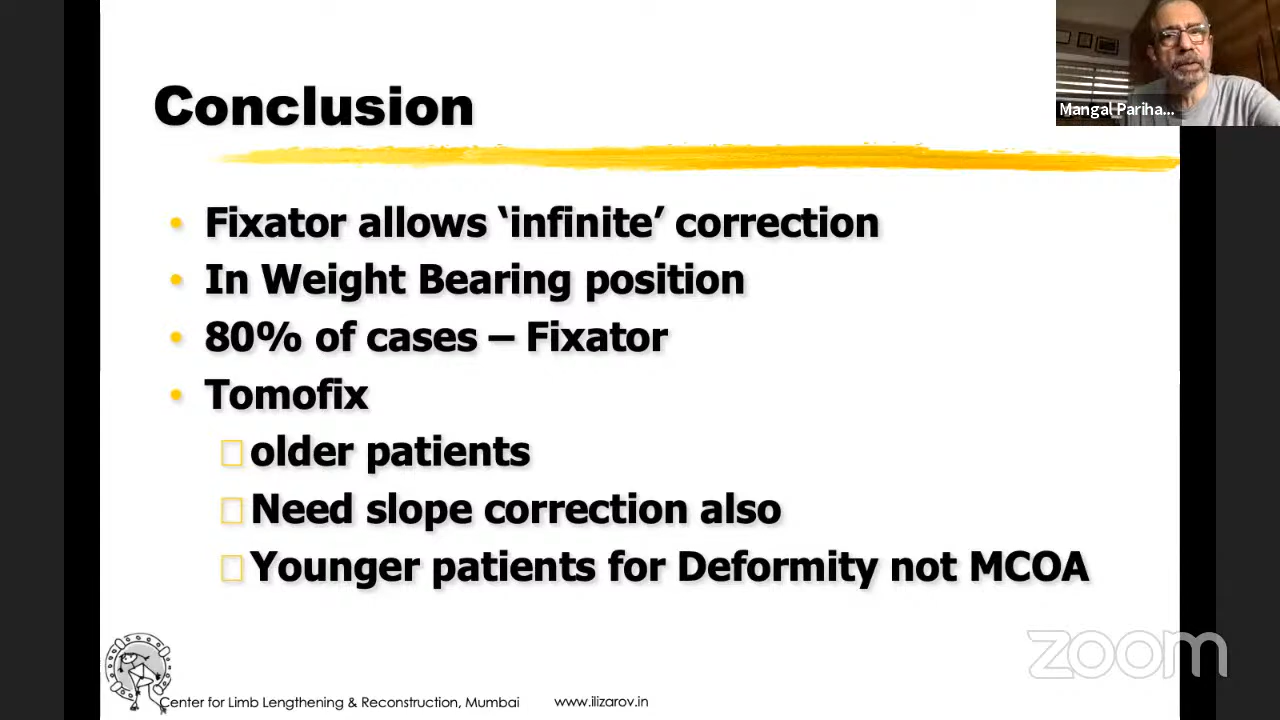 Conclusion
Mangal Pariha...
• Fixator allows ‘infinite’ correction
• In Weight Bearing position
• 80% of cases – Fixator
• Tomofix
older patients
Need slope correction also
Younger patients for Deformity not MCOA
zoom
Center for Limb Lengthening & Reconstruction, Mumbai www.ilizarov.in